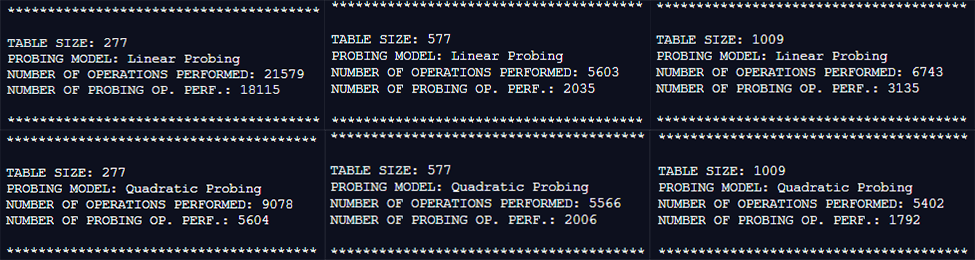 ****************************************
TABLE SIZE: 277
PROBING MODEL: Linear Probing
NUMBER OF OPERATIONS PERFORMED: 21579
NUMBER OF PROBING OP. PERF.: 18115
****************************************
****************************************
TABLE SIZE: 577
PROBING MODEL: Linear Probing
NUMBER OF OPERATIONS PERFORMED: 5603
NUMBER OF PROBING OP. PERF.: 2035
****************************************
****************************************
TABLE SIZE: 1009
PROBING MODEL: Linear Probing
NUMBER OF OPERATIONS PERFORMED: 6743
NUMBER OF PROBING OP. PERF.: 3135
****************************************
****************************************
TABLE SIZE: 277
PROBING MODEL: Quadratic Probing
NUMBER OF OPERATIONS PERFORMED: 9078
NUMBER OF PROBING OP. PERF.: 5604
****************************************
****************************************
TABLE SIZE: 577
PROBING MODEL: Quadratic Probing
NUMBER OF OPERATIONS PERFORMED: 5566
NUMBER OF PROBING OP. PERF.: 2006
****************************************
****************************************
TABLE SIZE: 1009
PROBING MODEL: Quadratic Probing
NUMBER OF OPERATIONS PERFORMED: 5402
NUMBER OF PROBING OP. PERF.: 1792
****************************************